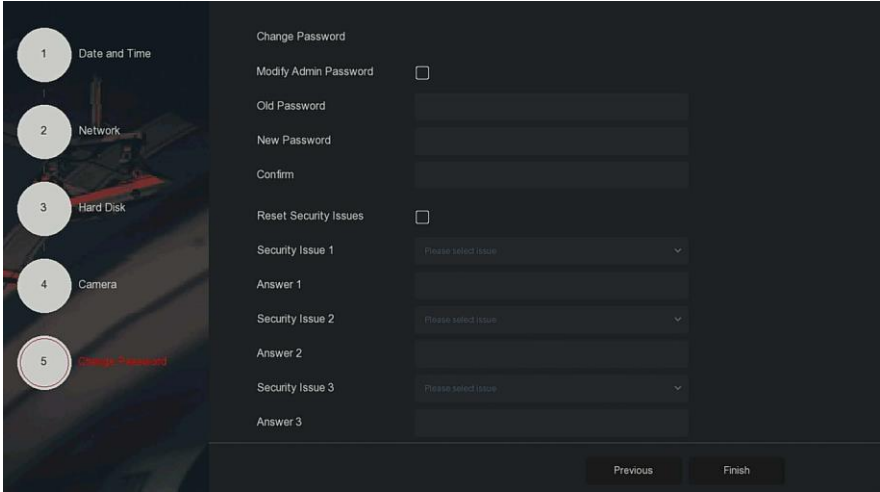 1 Date and Time
2 Network
3 Hard Disk
4 Camera
5 Change Password
Change Password
Modify Admin Password
Old Password
New Password
Confirm
Reset Security Issues
Security Issue 1 Please select issue
Answer 1
Security Issue 2 Please select issue
Answer 2
Security Issue 3 Please select issue
Answer 3
Previous Finish